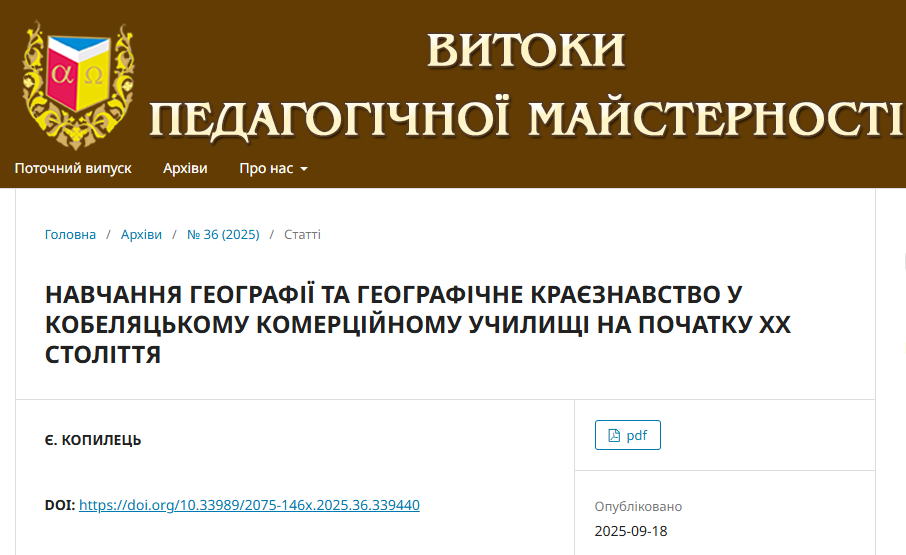 α Ω
ВИТОКИ
ПЕДАГОГІЧНОЇ МАЙСТЕРНОСТІ
Поточний випуск Архіви Про нас
Головна / Архіви / № 36 (2025) / Статті
НАВЧАННЯ ГЕОГРАФІЇ ТА ГЕОГРАФІЧНЕ КРАЄЗНАВСТВО У
КОБЕЛЯЦЬКОМУ КОМЕРЦІЙНОМУ УЧИЛИЩІ НА ПОЧАТКУ ХХ
СТОЛІТТЯ
Є. КОПИЛЕЦЬ
DOI: https://doi.org/10.33989/2075-146x.2025.36.339440
pdf
Опубліковано
2025-09-18